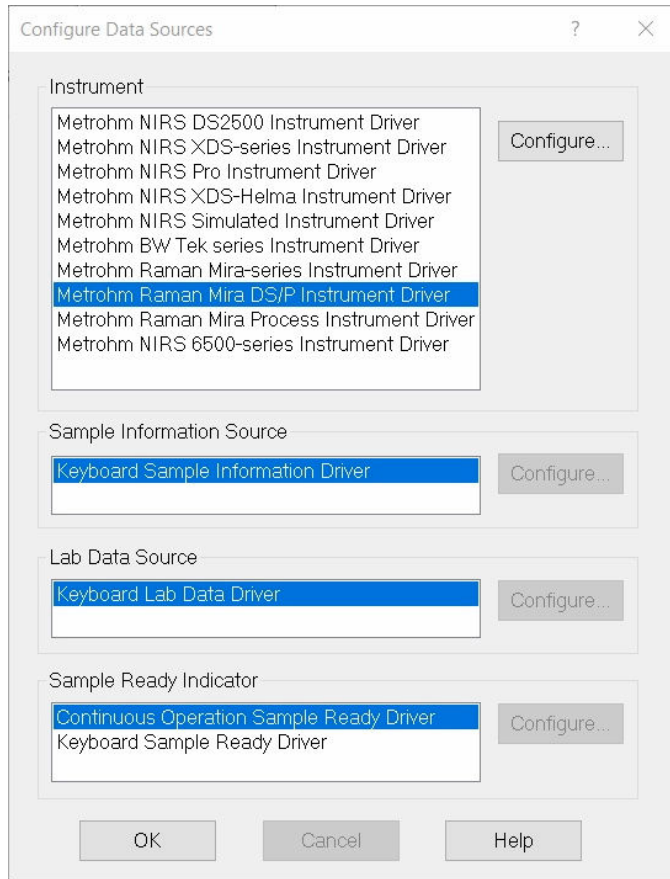 Configure Data Sources
?
Instrument
Metrohm NIRS DS2500 Instrument Driver
Metrohm NIRS XDS-series Instrument Driver
Metrohm NIRS Pro Instrument Driver
Metrohm NIRS XDS-Helma Instrument Driver
Metrohm NIRS Simulated Instrument Driver
Metrohm BW Tek series Instrument Driver
Metrohm Raman Mira-series Instrument Driver
Metrohm Raman Mira DS/P Instrument Driver
Metrohm Raman Mira Process Instrument Driver
Metrohm NIRS 6500-series Instrument Driver
Configure...
Sample Information Source
Keyboard Sample Information Driver
Configure...
Lab Data Source
Keyboard Lab Data Driver
Configure...
Sample Ready Indicator
Continuous Operation Sample Ready Driver
Keyboard Sample Ready Driver
Configure...
OK
Cancel
Help